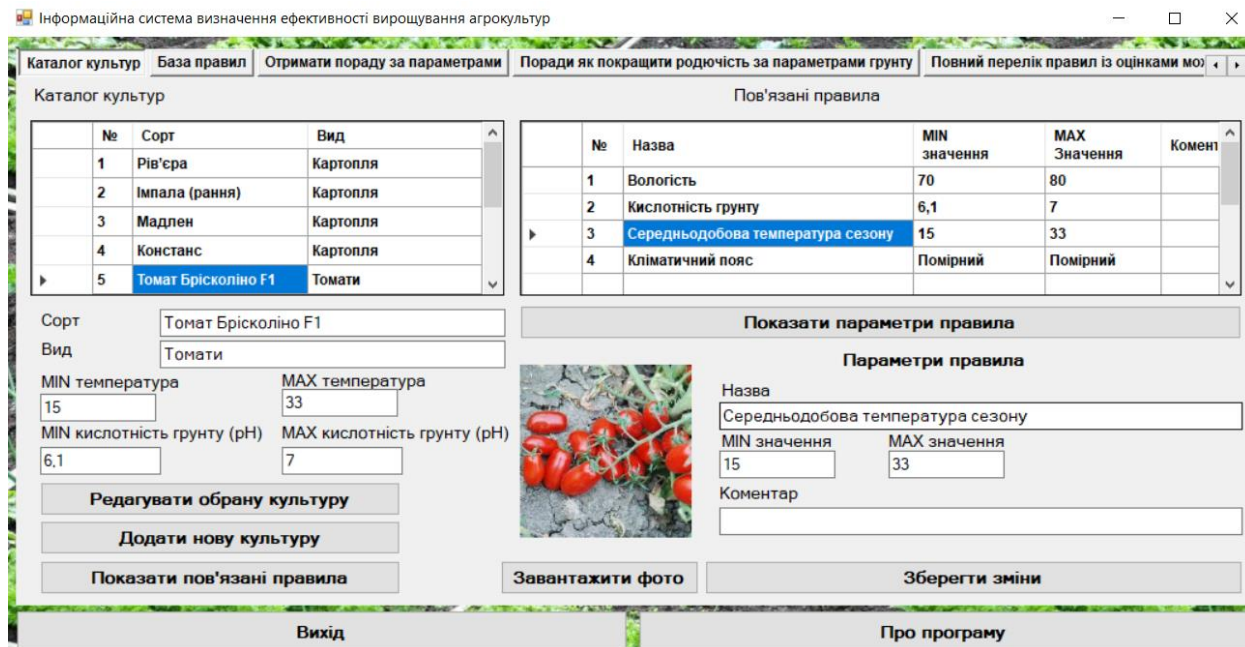 Інформаційна система визначення ефективності вирощування агрокультур
Каталог культур База правил Отримати пораду за параметрами Поради як покращити родючість за параметрами грунту Повний перелік правил із оцінками
Каталог культур
№ Сорт Вид
1 Рів'єра Картопля
2 Імпала (рання) Картопля
3 Мадлен Картопля
4 Констанс Картопля
5 Томат Брісколіно F1 Томати
Пов'язані правила
№ Назва MIN значення MAX Значення Комент
1 Вологість 70 80
2 Кислотність грунту 6,1 7
3 Середньодобова температура сезону 15 33
4 Кліматичний пояс Помірний Помірний
Сорт Томат Брісколіно F1
Вид Томати
MIN температура MAX температура
15 33
MIN кислотність грунту (рН) MAX кислотність грунту (рН)
6,1 7
Редагувати обрану культуру
Додати нову культуру
Показати пов'язані правила
Завантажити фото
Показати параметри правила
Параметри правила
Назва
Середньодобова температура сезону
MIN значення MAX значення
15 33
Коментар
Зберегти зміни
Вихід
Про програму